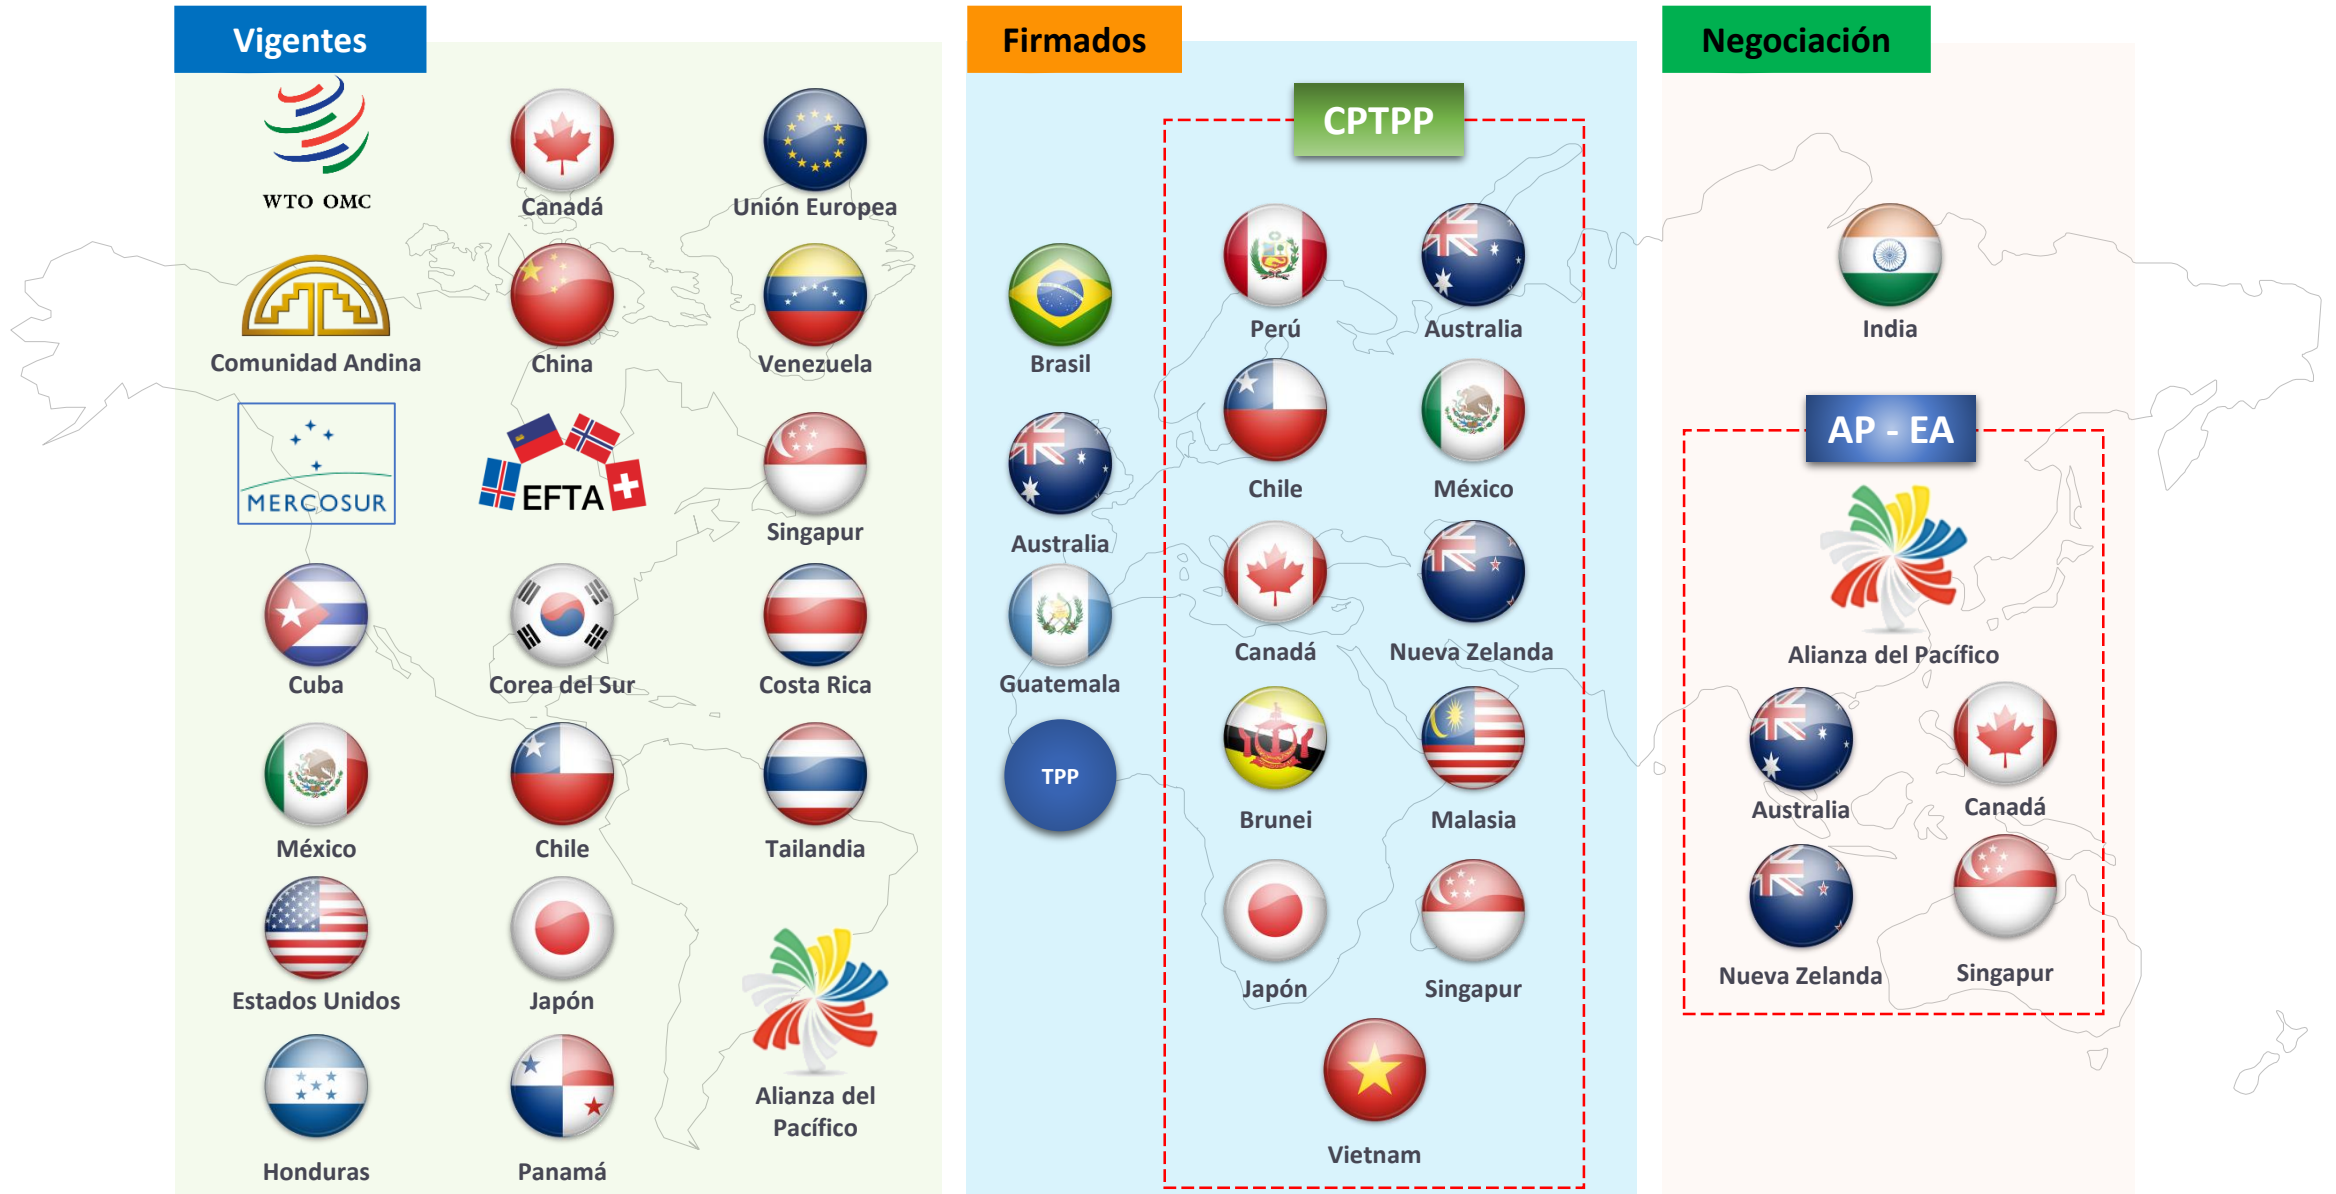 Vigentes
WTO OMC
Canadá
Unión Europea
Comunidad Andina
China
Venezuela
MERCOSUR
EFTA
Singapur
Cuba
Corea del Sur
Costa Rica
México
Chile
Tailandia
Estados Unidos
Japón
Alianza del
Pacífico
Honduras
Panamá
Firmados
Brasil
Australia
Guatemala
TPP
CPTPP
Perú
Australia
Chile
México
Canadá
Nueva Zelanda
Brunei
Malasia
Japón
Singapur
Vietnam
Negociación
India
AP - EA
Alianza del Pacífico
Australia
Canadá
Nueva Zelanda
Singapur